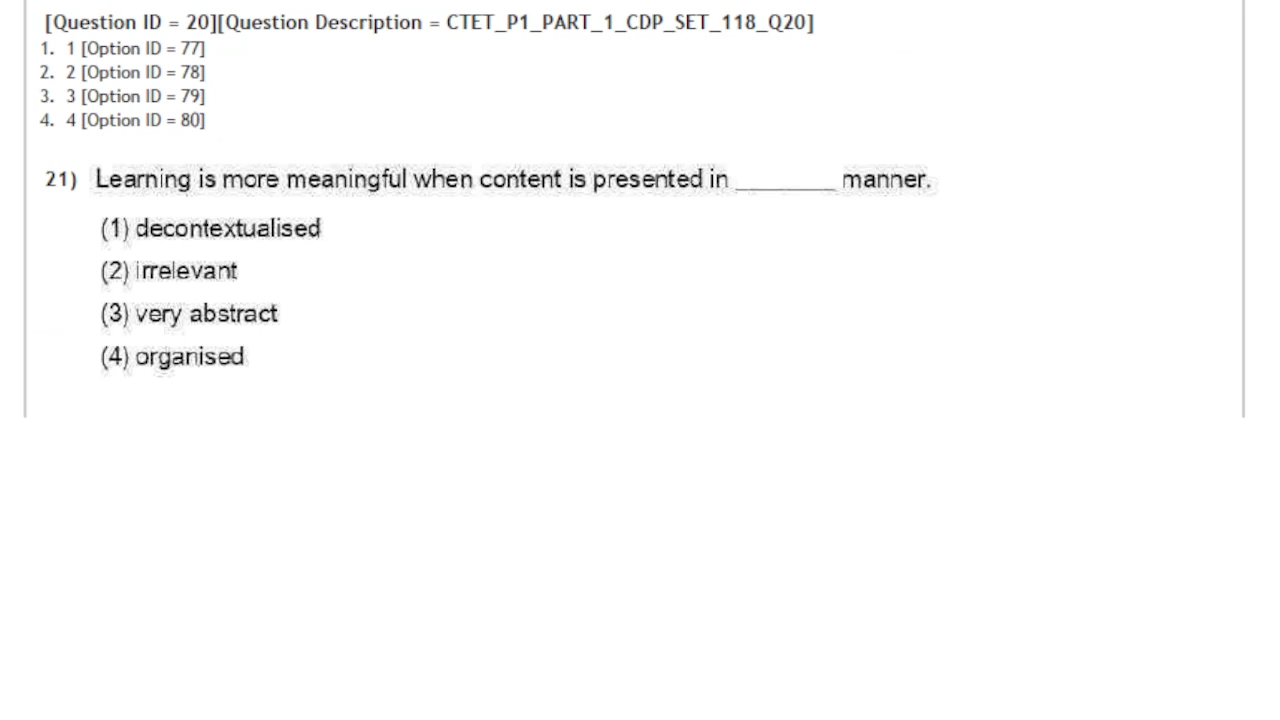 [Question ID = 20][Question Description = CTET_P1_PART_1_CDP_SET_118_Q20]
1. 1 [Option ID = 77]
2. 2 [Option ID = 78]
3. 3 [Option ID = 79]
4. 4 [Option ID = 80]
21) Learning is more meaningful when content is presented in ________ manner.
(1) decontextualised
(2) irrelevant
(3) very abstract
(4) organised